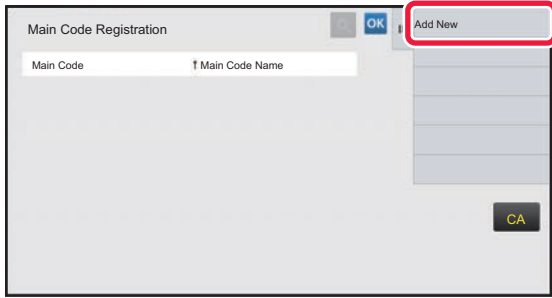 Main Code Registration
OK
Add New
Main Code
Main Code Name
CA